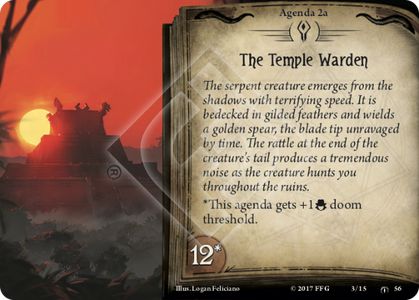 Agenda 2a
The Temple Warden
The serpent creature emerges from the
shadows with terrifying speed. It is
bedecked in gilded feathers and wields
a golden spear, the blade tip unravaged
by time. The rattle at the end of the
creature's tail produces a tremendous
noise as the creature hunts you
throughout the ruins.
*This agenda gets +1 doom
threshold.
12*
Illus. Logan Feliciano © 2017 FFG 3/15 56